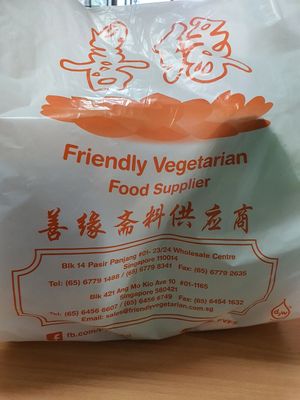 善缘
Friendly Vegetarian
Food Supplier
善缘斋料供应商
Blk 14 Pasir Panjang #01- 23/24 Wholesale Centre
Singapore 110014
Tel: (65) 6779 1488 / (65) 6779 8341 Fax: (65) 6779 2635
Blk 421 Ang Mo Kio Ave 10 #01-1165
Singapore 560421
Tel: (65) 6456 6607 / (65) 6456 6749 Fax: (65) 6454 1632
Email: sales@friendlyvegetarian.com.sg
fb.com/